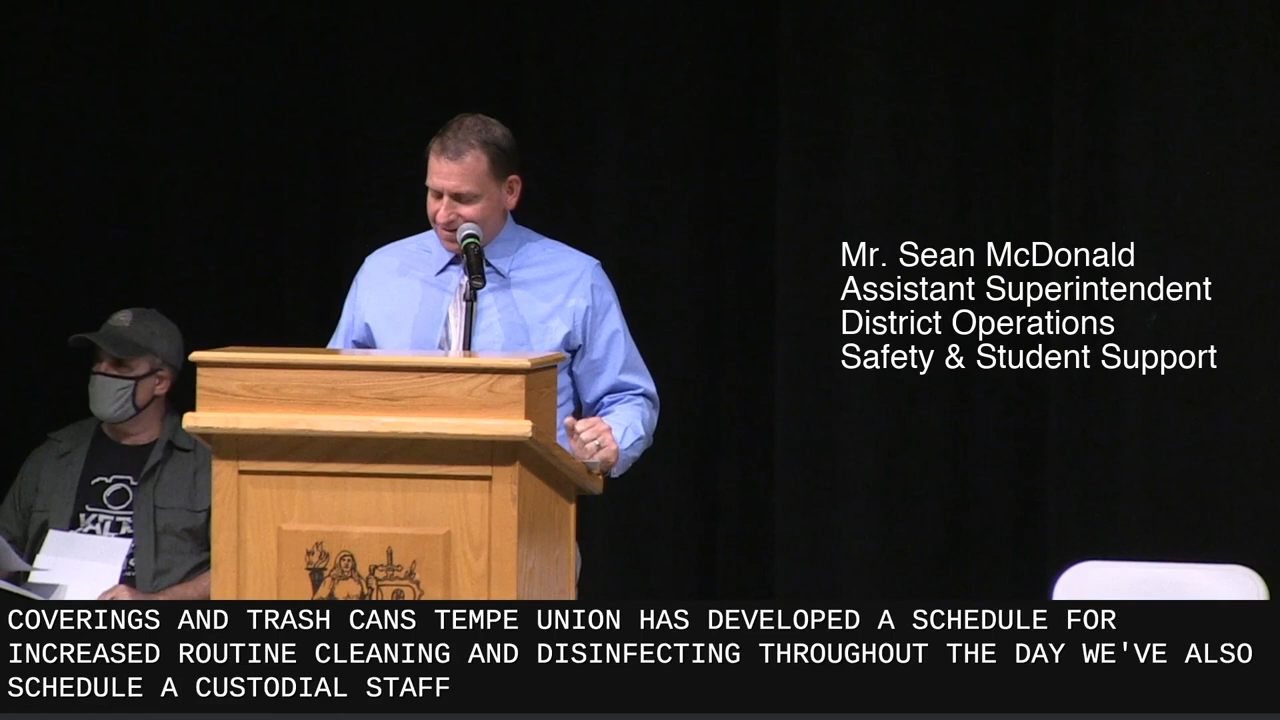 Mr. Sean McDonald
Assistant Superintendent
District Operations
Safety & Student Support
COVERINGS AND TRASH CANS TEMPE UNION HAS DEVELOPED A SCHEDULE FOR
INCREASED ROUTINE CLEANING AND DISINFECTING THROUGHOUT THE DAY WE'VE ALSO
SCHEDULE A CUSTODIAL STAFF